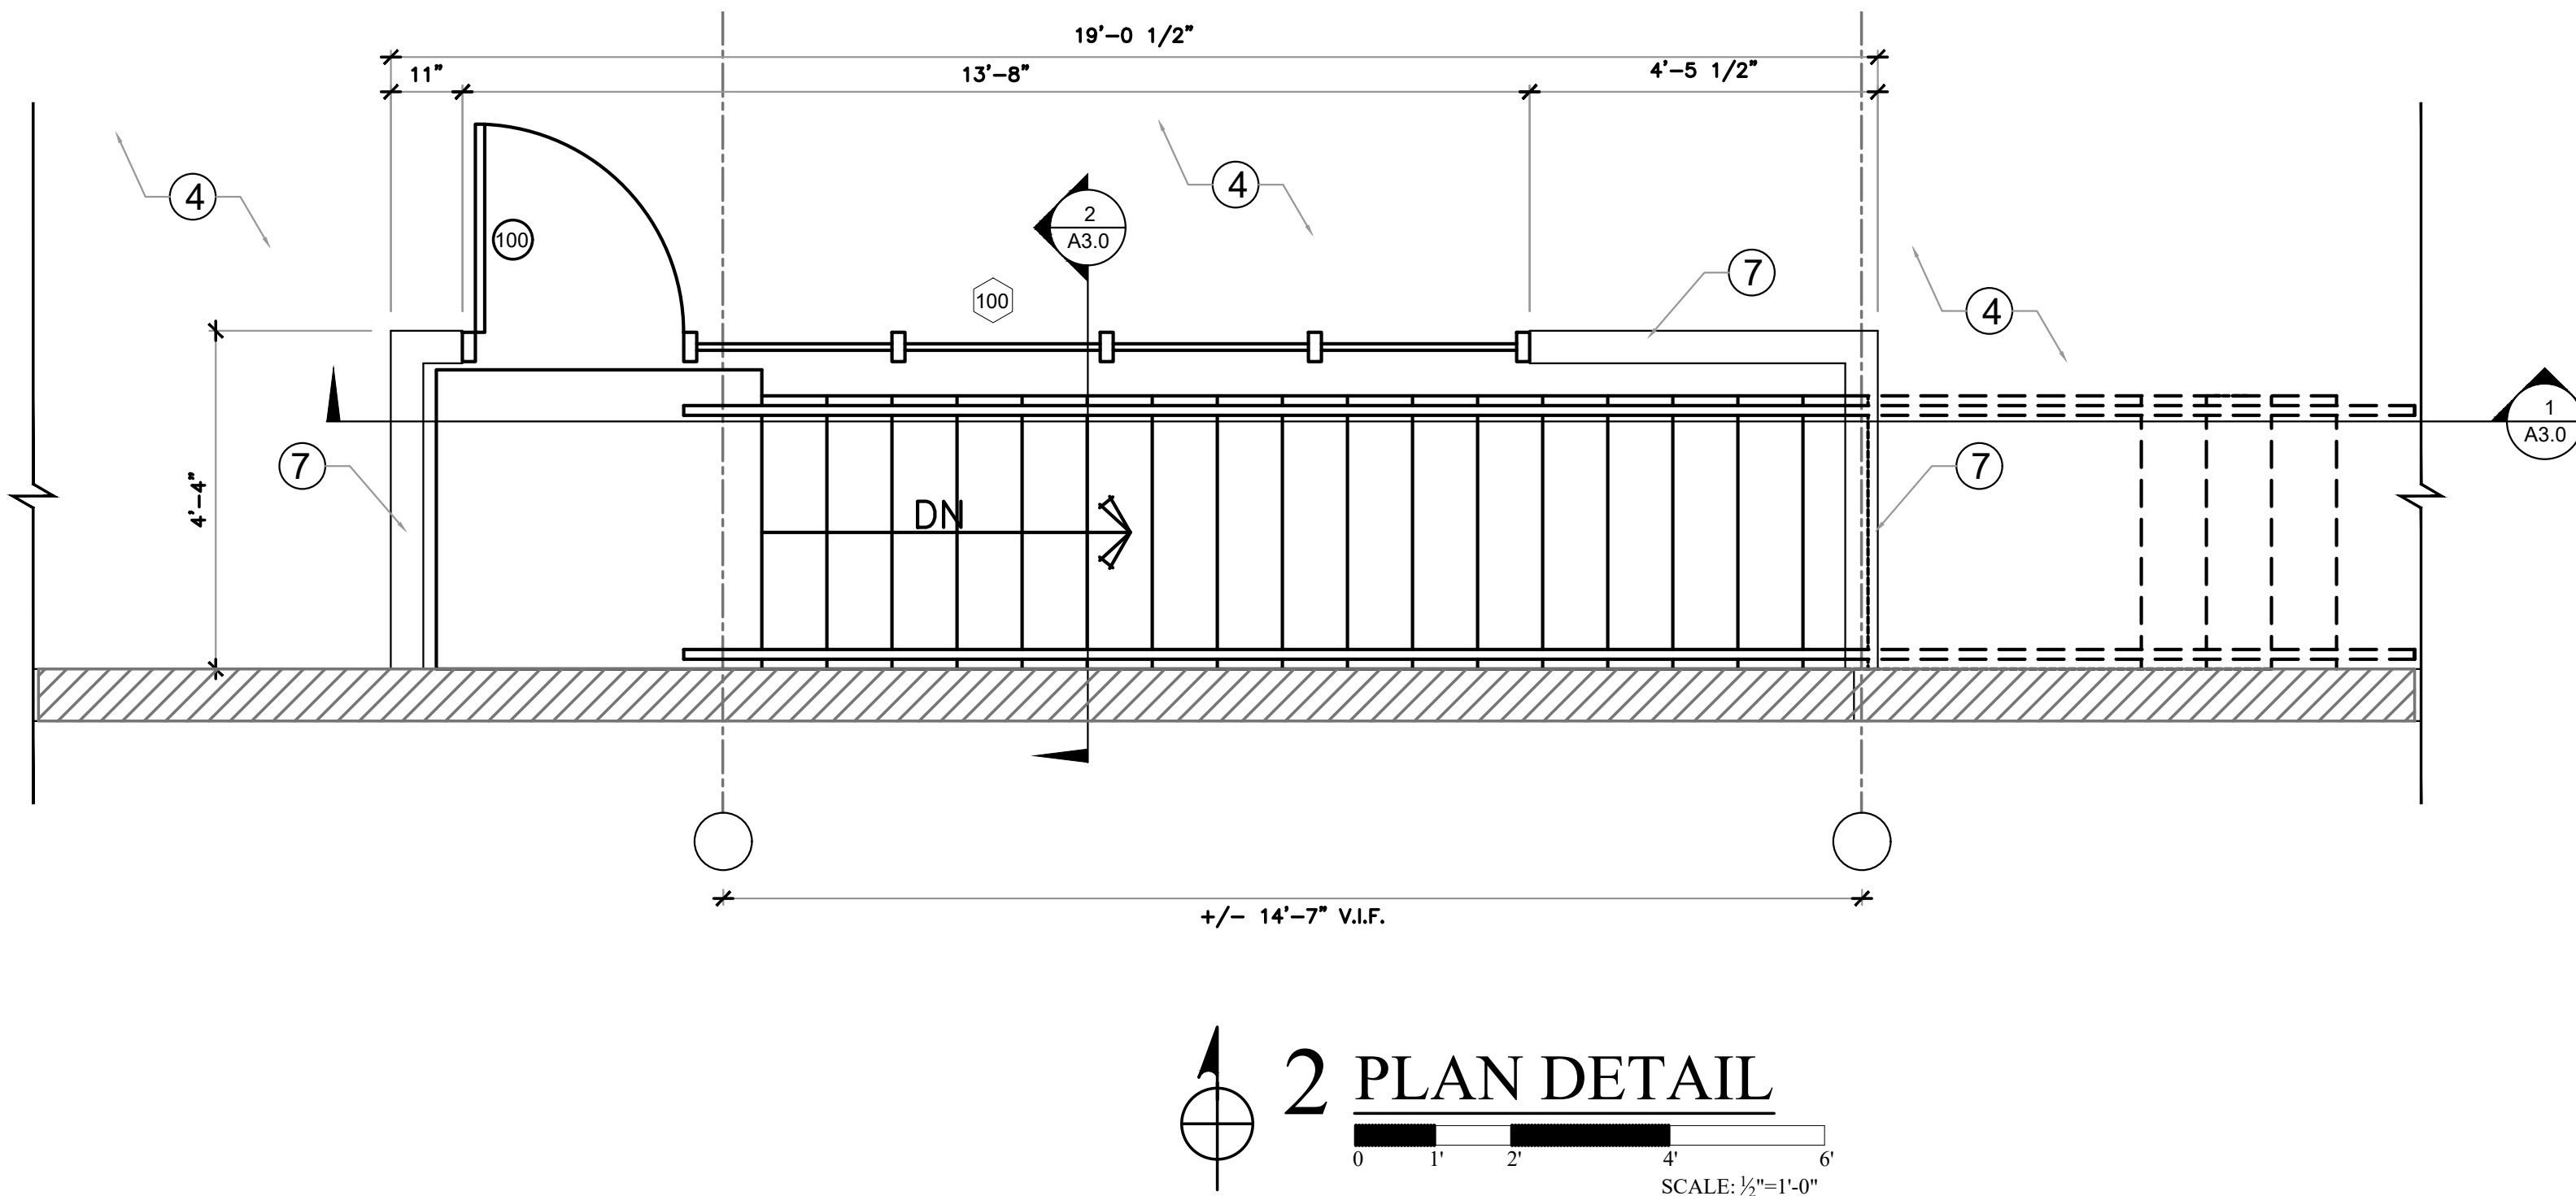 19'-0 1/2"
11"
13'-8"
4'-5 1/2"
4
4
2
A3.0
100
100
7
4
1
A3.0
7
4'-4"
7
DN
+/- 14'-7" V.I.F.
2 PLAN DETAIL
0 1' 2' 4' 6'
SCALE: ½"=1'-0"